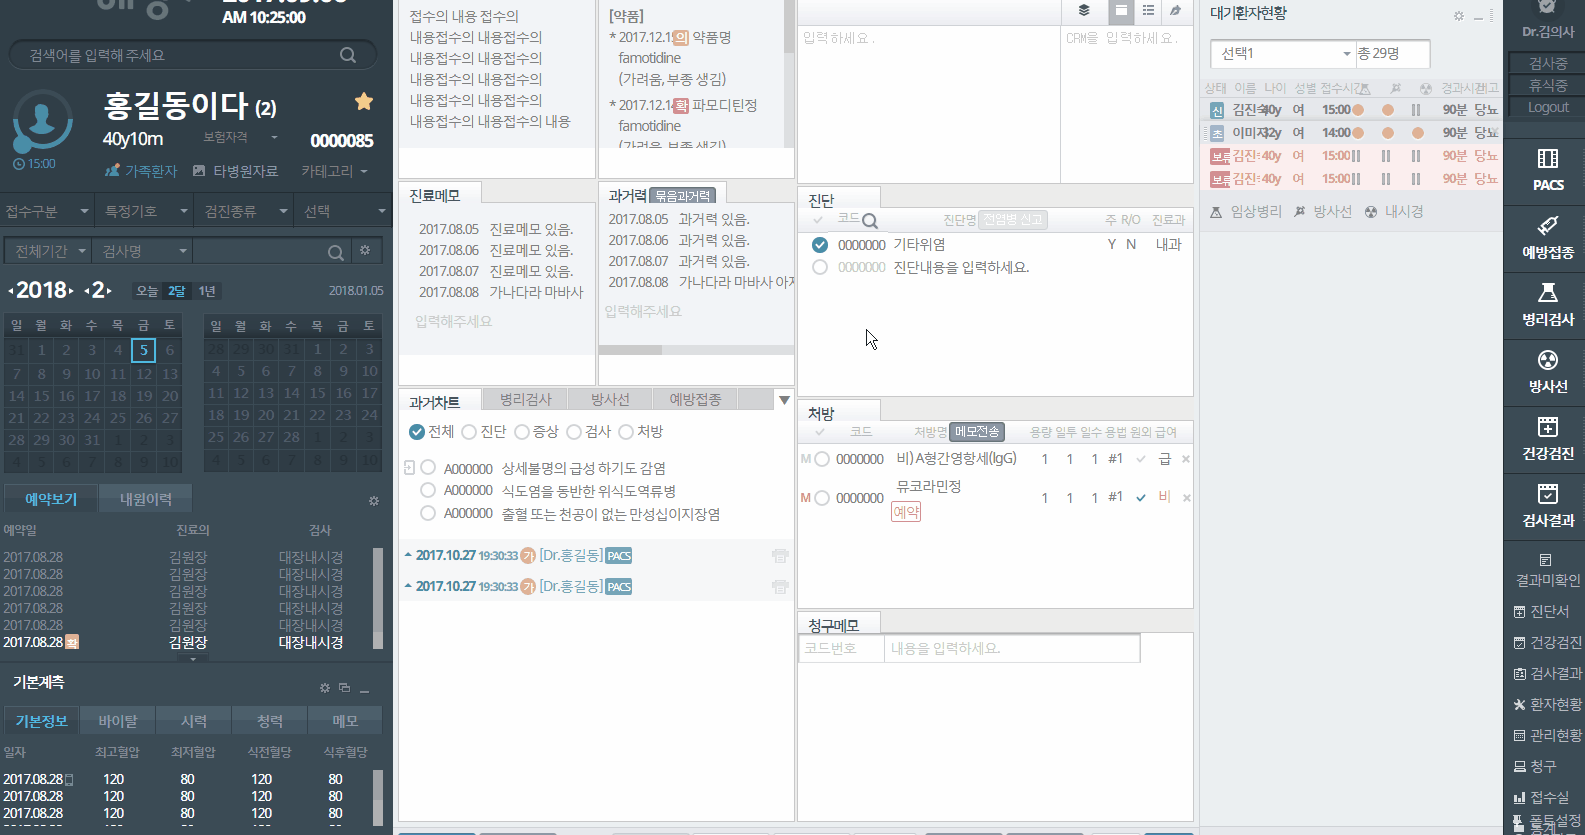 AM 10:25:00
검색어를 입력해 주세요
홍길동이다 (2)
40y10m 보험자격 0000085
15:00
가족환자 타병원자료 카테고리
접수구분 특정기호 검진종류 선택
전체기간 검사명
2018 2 오늘 2달 1년 2018.01.05
일 월 화 수 목 금 토
31 1 2 3 4 5 6
7 8 9 10 11 12 13
14 15 16 17 18 19 20
21 22 23 24 25 26 27
28 29 30 31 1 2 3
4 5 6 7 8 9 10
일 월 화 수 목 금 토
28 29 30 31 1 2 3
4 5 6 7 8 9 10
11 12 13 14 15 16 17
18 19 20 21 22 23 24
25 26 27 28 1 2 3
4 5 6 7 8 9 10
예약보기 내원이력
예약일 진료의 검사
2017.08.28 김원장 대장내시경
2017.08.28 김원장 대장내시경
2017.08.28 김원장 대장내시경
2017.08.28 김원장 대장내시경
2017.08.28 김원장 대장내시경
2017.08.28 확 김원장 대장내시경
기본계측
기본정보 바이탈 시력 청력 메모
일자 최고혈압 최저혈압 식전혈당 식후혈당
2017.08.28 120 80 120 80
2017.08.28 120 80 120 80
2017.08.28 120 80 120 80
접수의 내용 접수의
내용접수의 내용접수의
내용접수의 내용접수의
내용접수의 내용접수의
내용접수의 내용접수의
내용접수의 내용접수의 내용
[약품]
* 2017.12.1 의 약품명
famotidine
(가려움, 부종 생김)
* 2017.12.1 확 파모디틴정
famotidine
(가려움, 부종 생김)
진료메모
2017.08.05 진료메모 있음.
2017.08.06 진료메모 있음.
2017.08.07 진료메모 있음.
2017.08.08 가나다라 마바사
입력해주세요
과거력 묶음과거력
2017.08.05 과거력 있음.
2017.08.06 과거력 있음.
2017.08.07 과거력 있음.
2017.08.08 가나다라 마바사 아자
입력해주세요
과거차트 병리검사 방사선 예방접종
전체 진단 증상 검사 처방
A000000 상세불명의 급성 하기도 감염
A000000 식도염을 동반한 위식도역류병
A000000 출혈 또는 천공이 없는 만성십이지장염
2017.10.27 19:30:33 가 [Dr.홍길동] PACS
2017.10.27 19:30:33 가 [Dr.홍길동] PACS
입력하세요.
CRM을 입력하세요.
진단
코드 진단명 전염병 신고 주 R/O 진료과
0000000 기타위염 Y N 내과
0000000 진단내용을 입력하세요.
처방
코드 처방명 메모전송 용량 일투 일수 용법 원외 급여
M 0000000 비) A형간염항체(IgG) 1 1 1 #1 급
M 0000000 뮤코라민정 1 1 1 #1 비
예약
청구메모
코드번호 내용을 입력하세요.
대기환자현황
선택1 총 29명
상태 이름 나이 성별 접수시간 경과시간
신 김진 40y 여 15:00 90분 당뇨
초 이미지 32y 여 14:00 90분 당뇨
보류 김진 40y 여 15:00 90분 당뇨
보류 김진 40y 여 15:00 90분 당뇨
임상병리 방사선 내시경
Dr.김의사
검사중
휴식중
Logout
PACS
예방접종
병리검사
방사선
건강검진
검사결과
결과미확인
진단서
건강검진
검사결과
환자현황
관리현황
청구
접수실
폰트설정